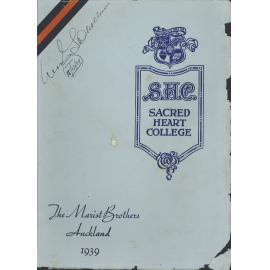 S.H.C.
SACRED
HEART
COLLEGE
The Marist Brothers
Auckland
1939